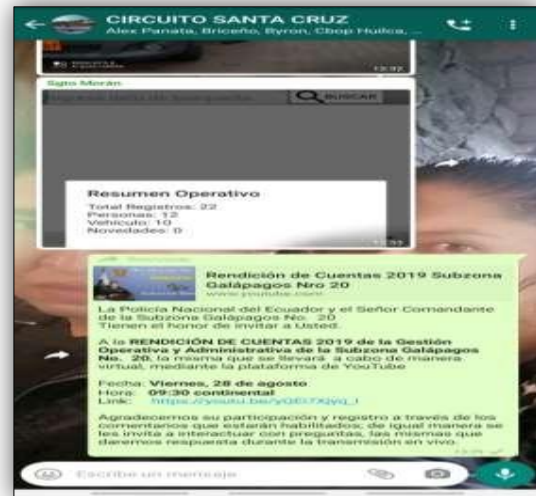 CIRCUITO SANTA CRUZ
Alex Panata, Briceño, Byron, Cbop Huilca, ...
Sgto Morán
BUSCAR
Resumen Operativo
Total Registros: 22
Personas: 12
Vehiculo: 10
Novedades: 0
Rendición de Cuentas 2019 Subzona
Galápagos Nro 20
www.youtube.com
La Policía Nacional del Ecuador y el Señor Comandante
de la Subzona Galápagos No. 20
Tienen el honor de invitar a Usted.
A la RENDICIÓN DE CUENTAS 2019 de la Gestión
Operativa y Administrativa de la Subzona Galápagos
No. 20, la misma que se llevará a cabo de manera
virtual, mediante la plataforma de YouTube
Fecha: Viernes, 28 de agosto
Hora: 09:30 continental
Link:
Agradecemos su participación y registro a través de los
comentarios que estarán habilitados; de igual manera se
les invita a interactuar con preguntas, las mismas que
daremos respuesta durante la transmisión en vivo.
Escribe un mensaje